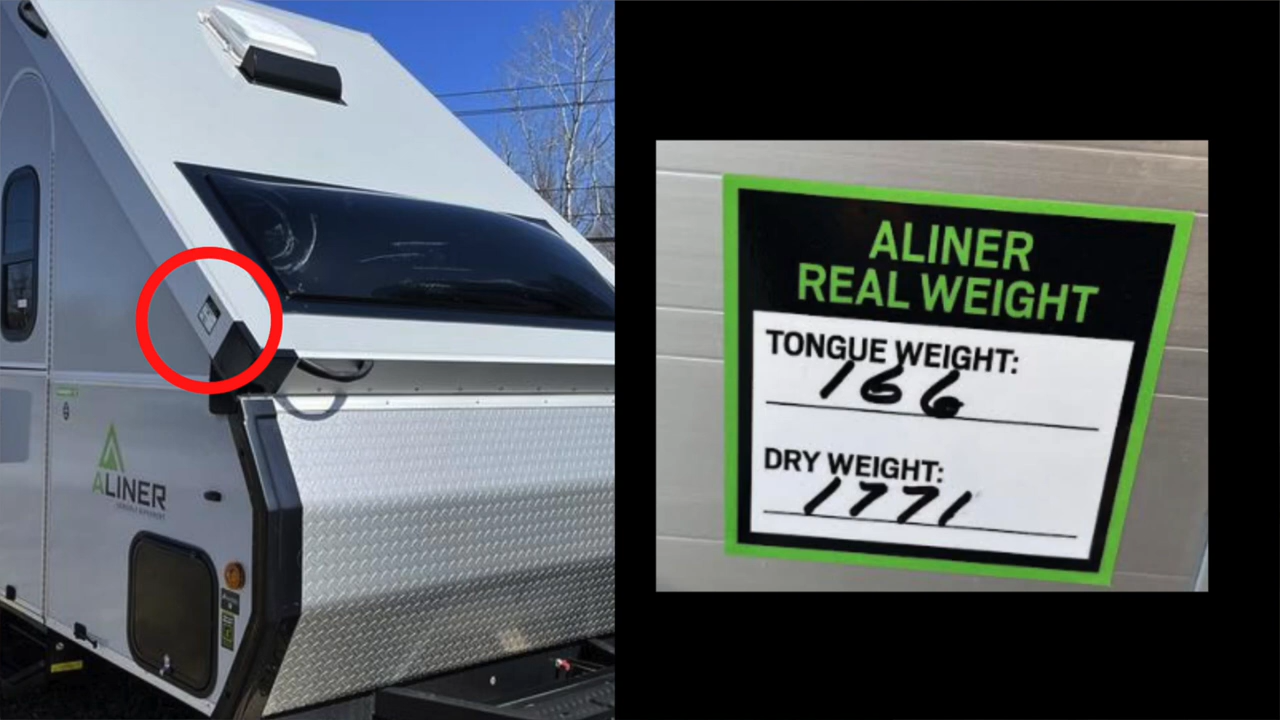 ALINER
ALINER
REAL WEIGHT
TONGUE WEIGHT:
166
DRY WEIGHT:
1771